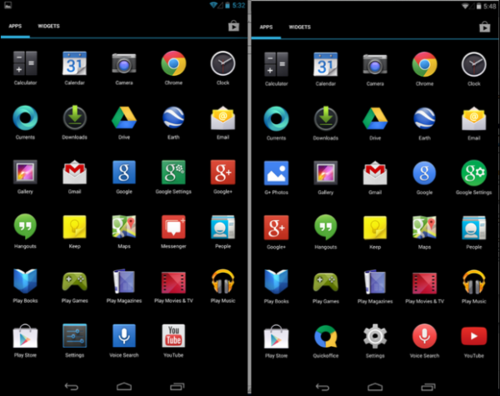 5:32
APPS WIDGETS
Calculator Calendar Camera Chrome Clock
31
Currents Downloads Drive Earth Email
Gallery Gmail Google Google Settings Google+
Hangouts Keep Maps Messenger People
Play Books Play Games Play Magazines Play Movies & TV Play Music
You
Tube
Play Store Settings Voice Search YouTube
5:48
APPS WIDGETS
31
Calculator Calendar Camera Chrome Clock
Currents Downloads Drive Earth Email
G+ Photos Gallery Gmail Google Google Settings
Google+ Hangouts Keep Maps People
Play Books Play Games Play Magazines Play Movies & TV Play Music
Play Store Quickoffice Settings Voice Search YouTube